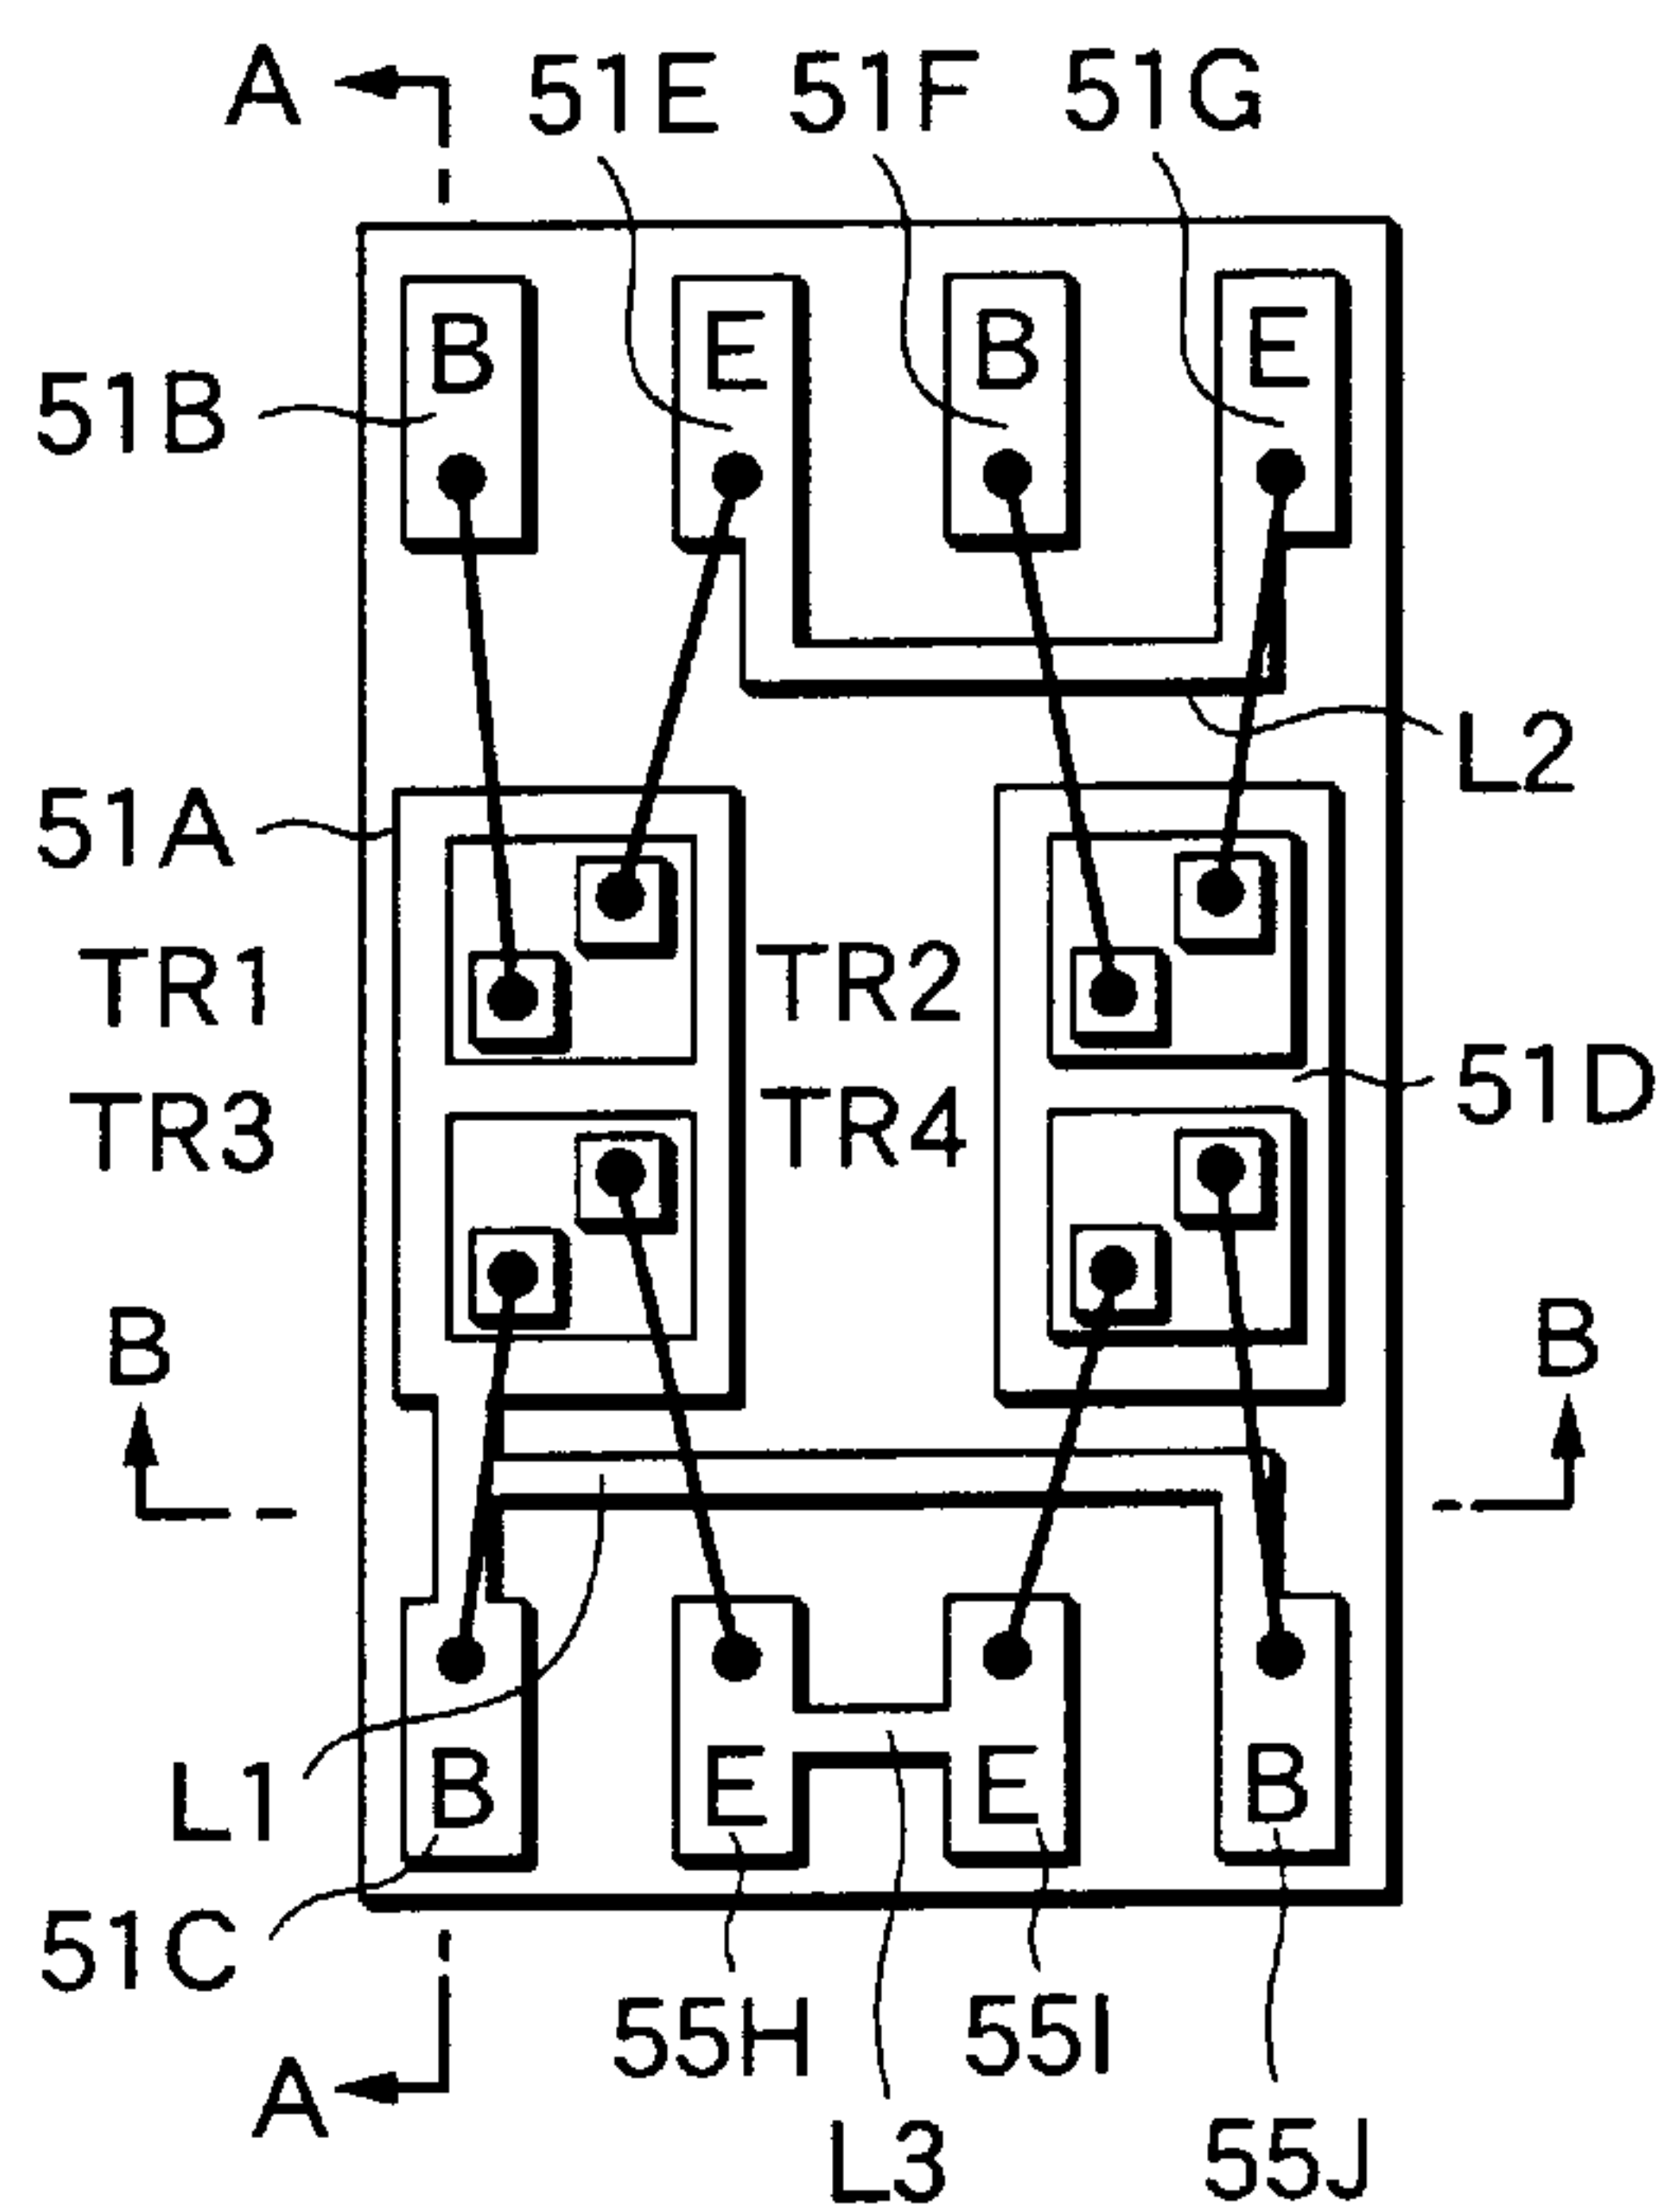 A 51E 51F 51G
B E B E
51B
L2
51A
TR1 TR2
51D
TR3 TR4
B B
L1
B E E B
51C
55H 55I
A
L3 55J